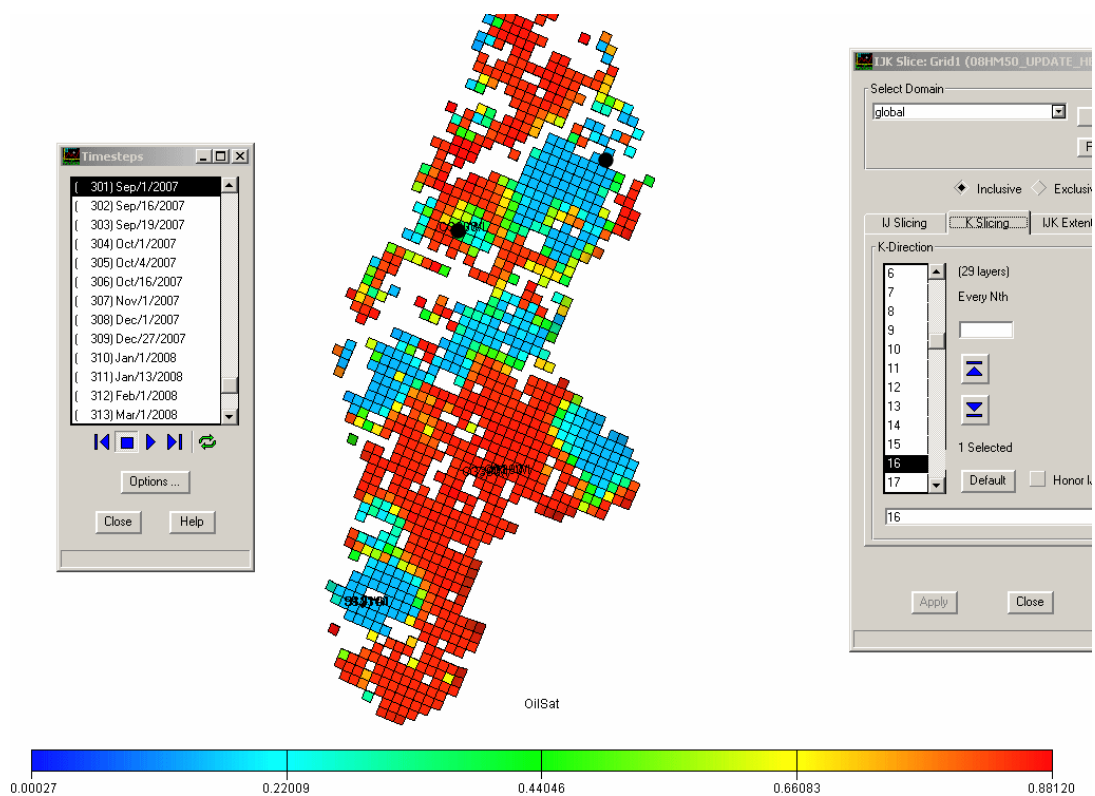 Timesteps
( 301) Sep/1/2007
( 302) Sep/16/2007
( 303) Sep/19/2007
( 304) Oct/1/2007
( 305) Oct/4/2007
( 306) Oct/16/2007
( 307) Nov/1/2007
( 308) Dec/1/2007
( 309) Dec/27/2007
( 310) Jan/1/2008
( 311) Jan/13/2008
( 312) Feb/1/2008
( 313) Mar/1/2008
Options ...
Close Help
IJK Slice: Grid1 (08HM50_UPDATE_
Select Domain
global
F
Inclusive Exclusiv
IJ Slicing K Slicing IJK Extent
K-Direction
6
7
8
9
10
11
12
13
14
15
16
17
(29 layers)
Every Nth
1 Selected
Default Honor I
16
Apply Close
OilSat
0.00027 0.22009 0.44046 0.66083 0.88120